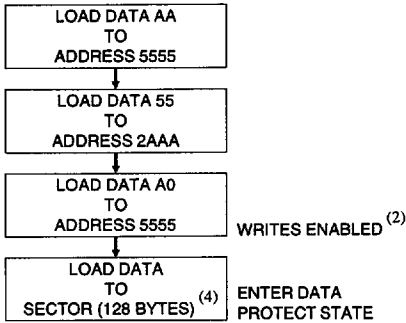 LOAD DATA AA
TO
ADDRESS 5555
LOAD DATA 55
TO
ADDRESS 2AAA
LOAD DATA A0
TO
ADDRESS 5555
WRITES ENABLED (2)
LOAD DATA
TO
SECTOR (128 BYTES) (4)
ENTER DATA
PROTECT STATE